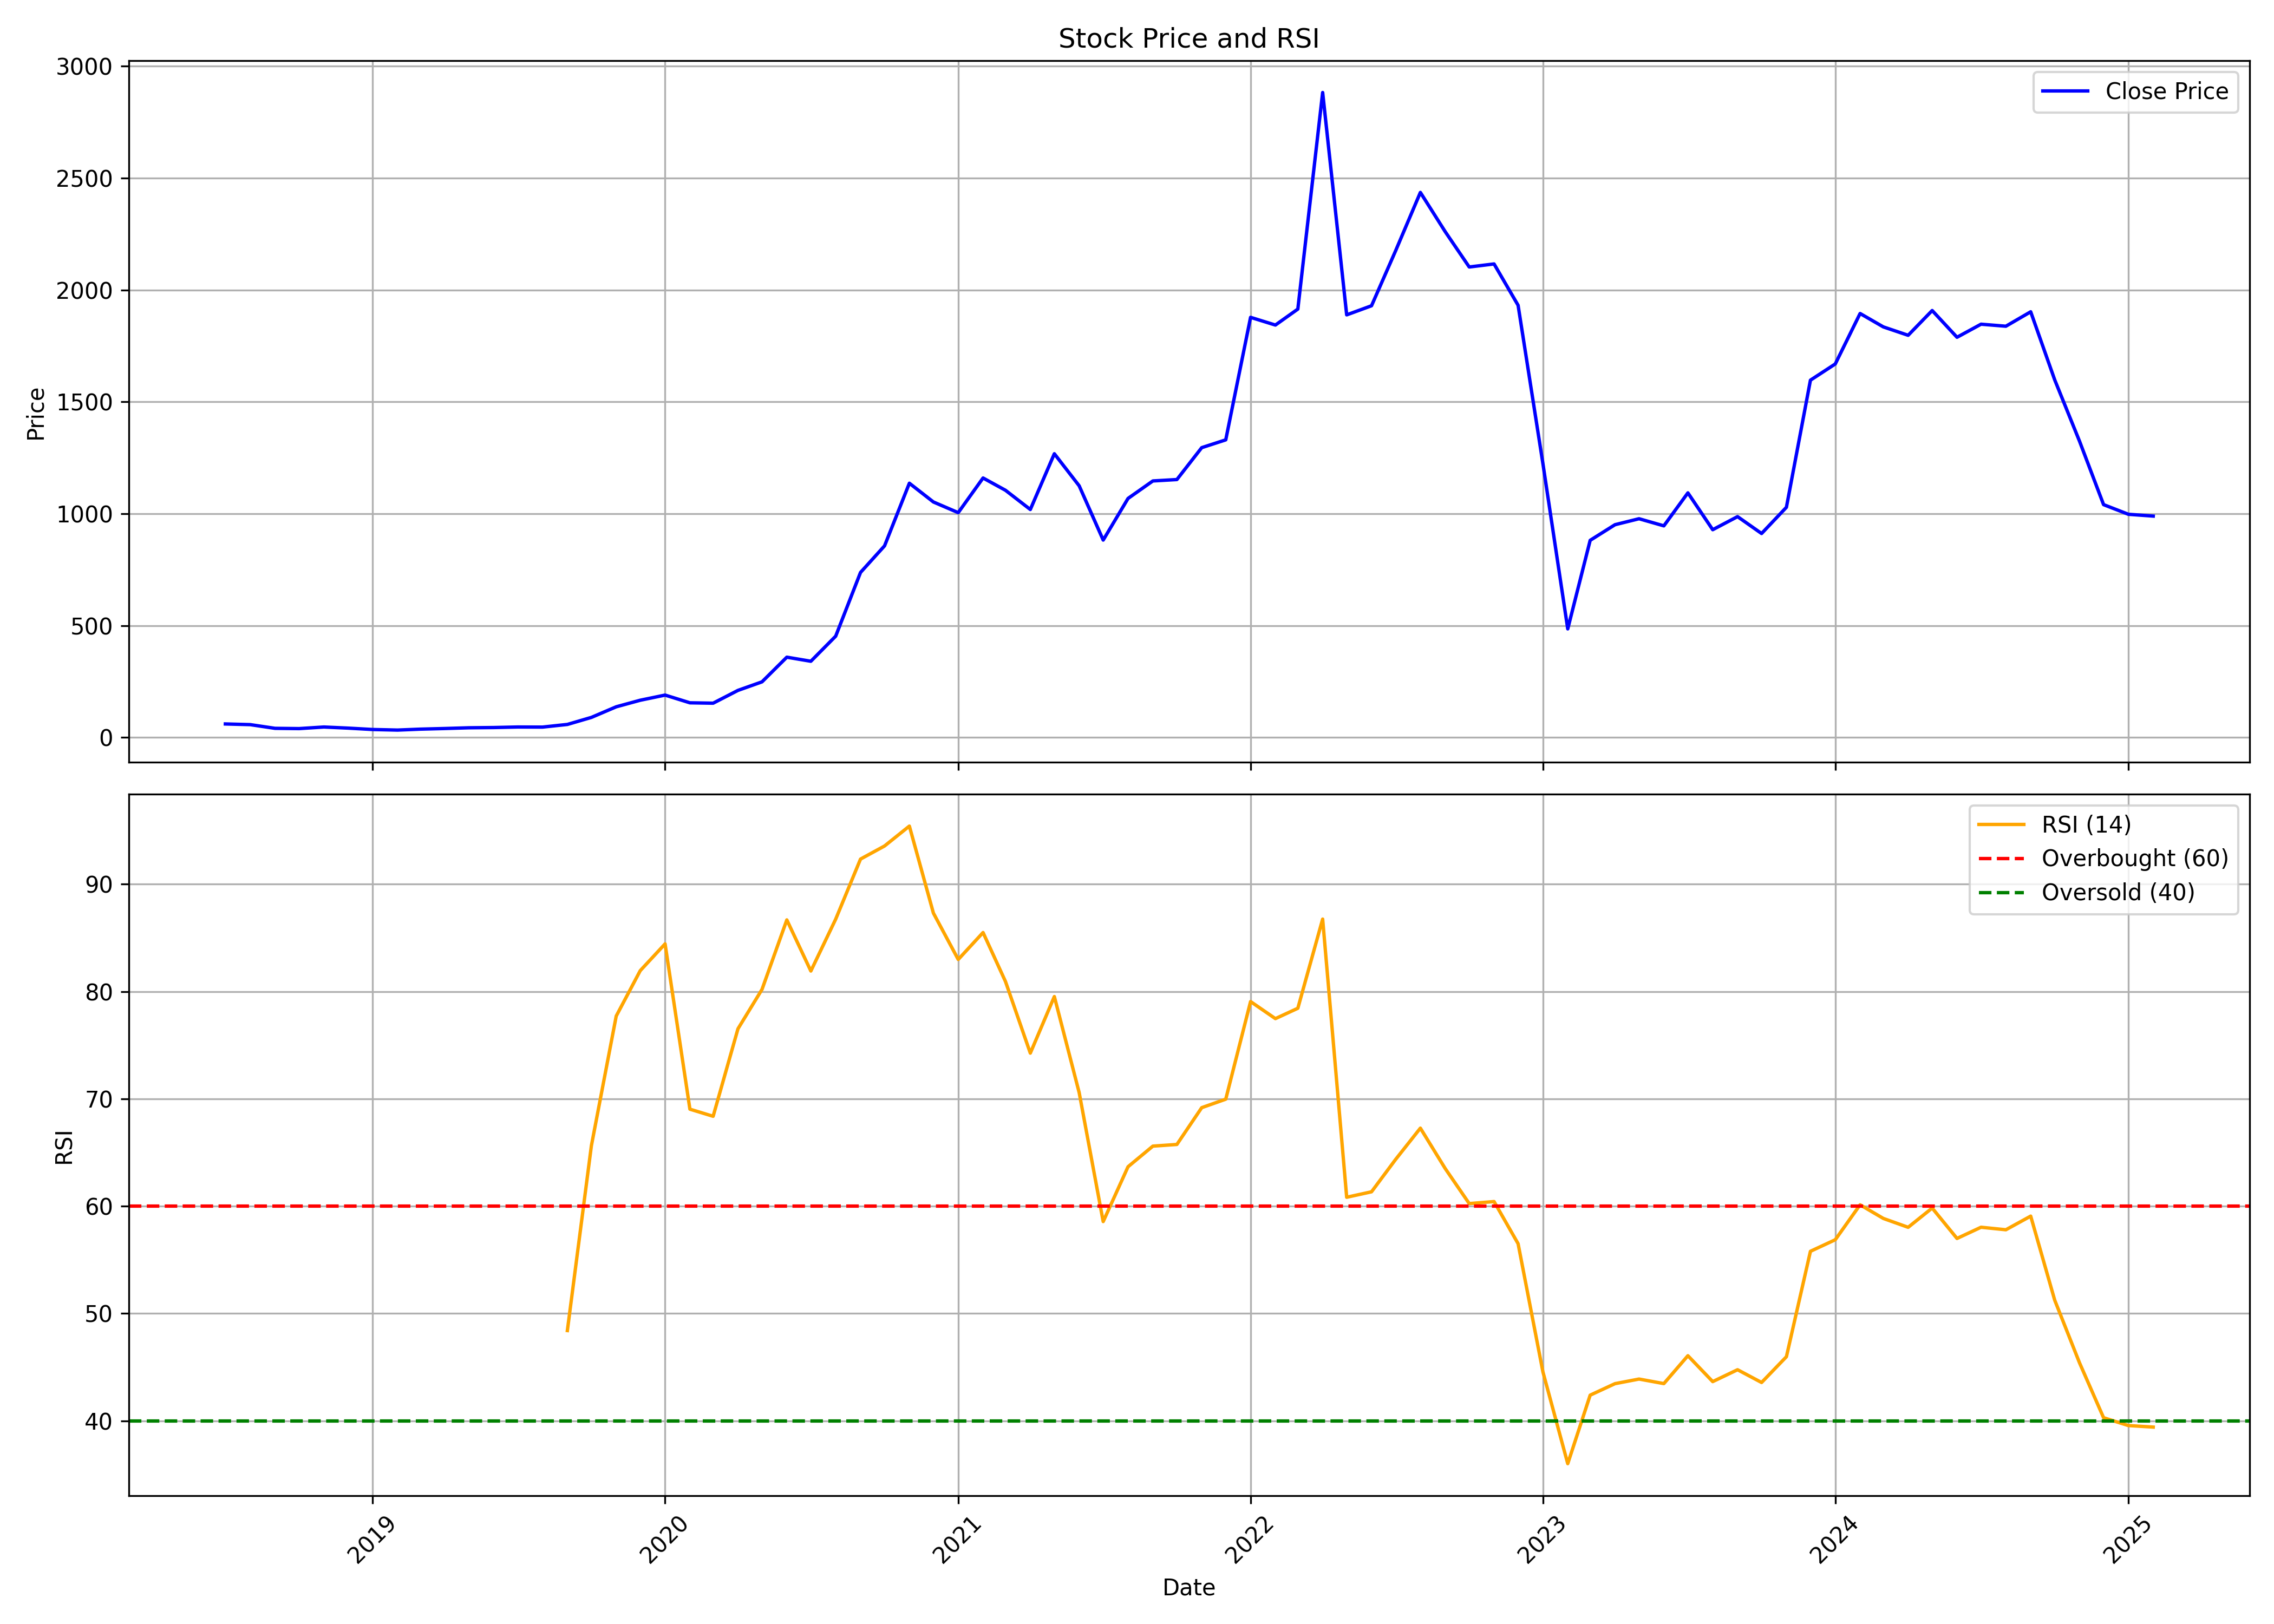 Stock Price and RSI
3000
2500
2000
1500
1000
500
0
Price
Close Price
90
80
70
60
50
40
RSI
RSI (14)
Overbought (60)
Oversold (40)
2019
2020
2021
2022
2023
2024
2025
Date